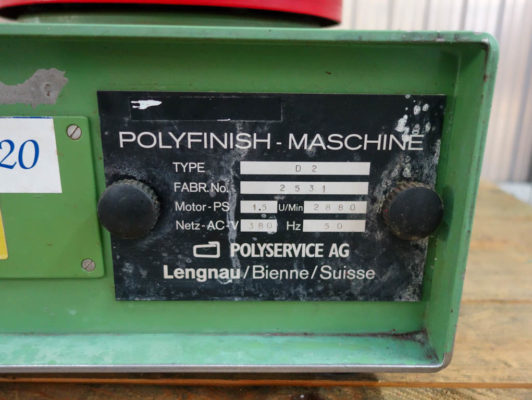 POLYFINISH - MASCHINE
TYPE D 2
FABR.No. 2531
Motor-PS 1.5 U/Min 2880
Netz-AC-V 380 Hz 50
POLYSERVICE AG
Lengnau/Bienne/Suisse
20